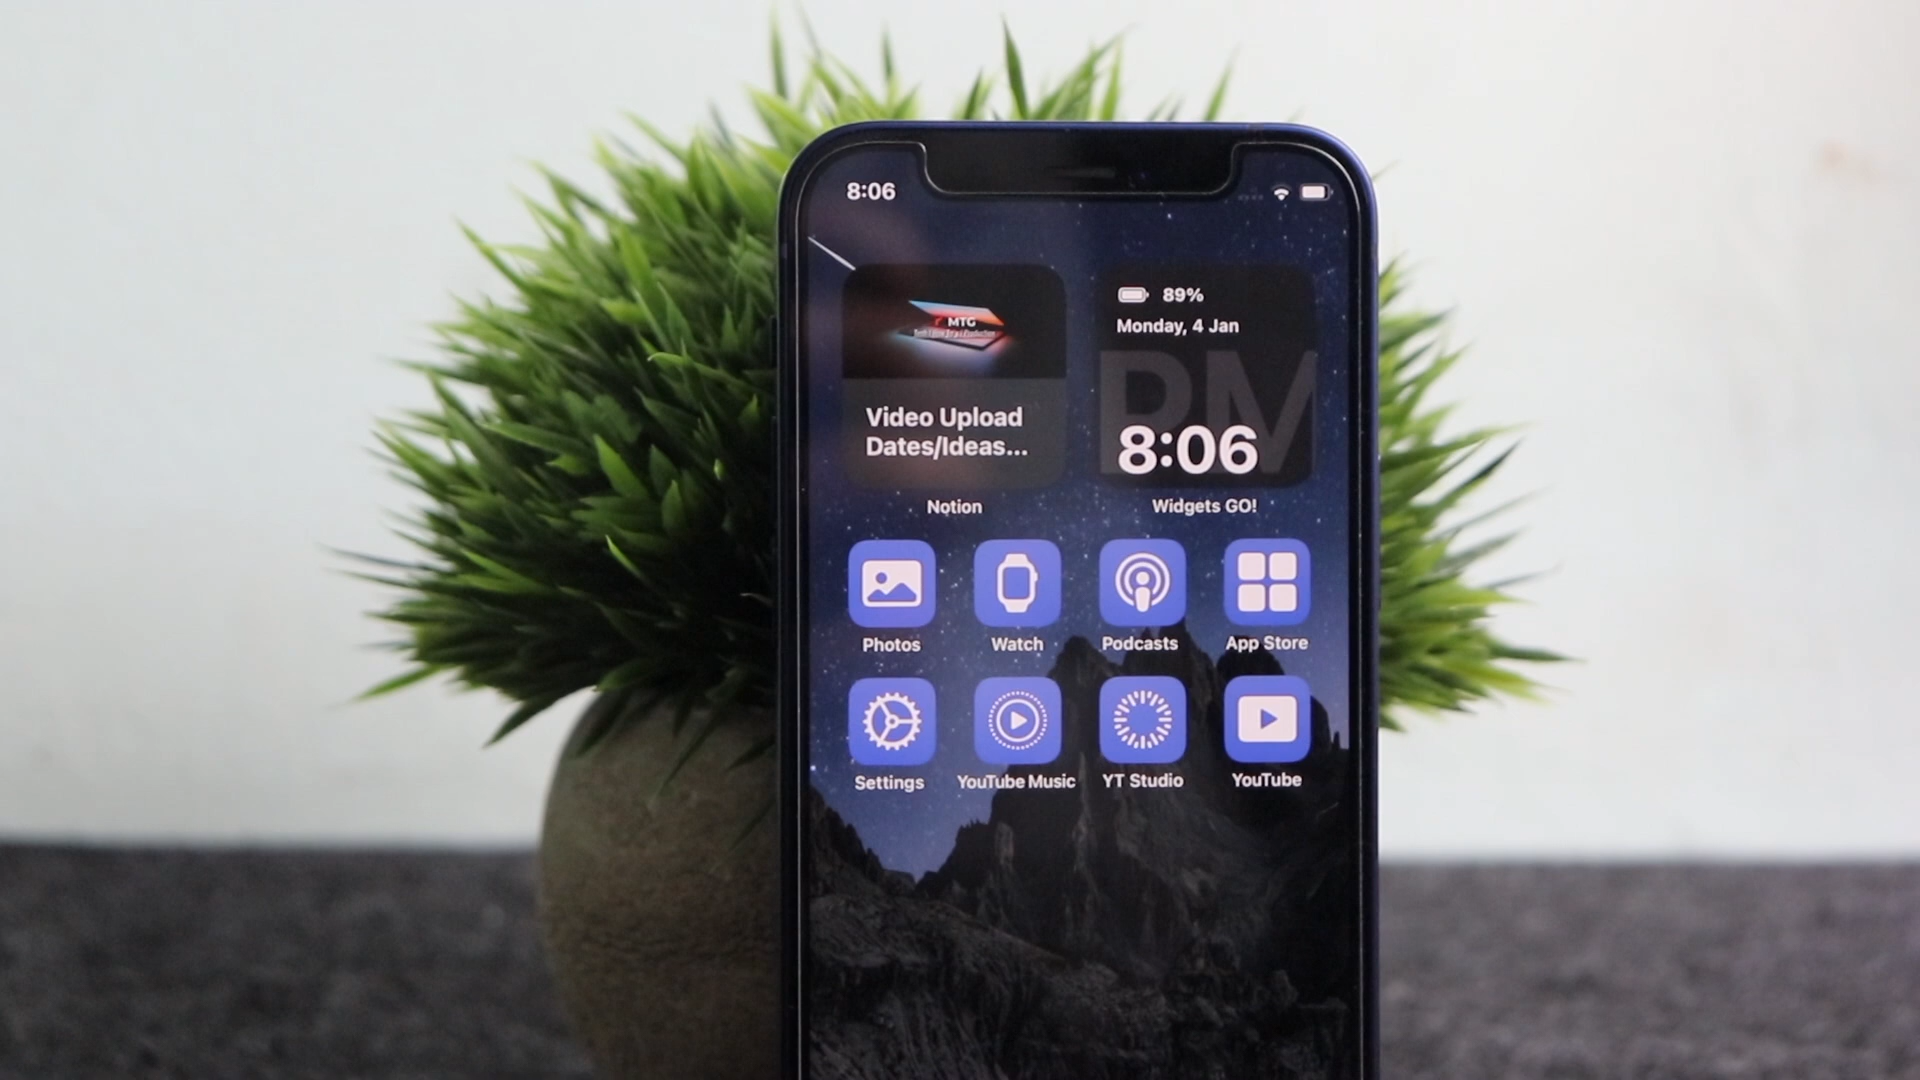 8:06
MTG
89%
Monday, 4 Jan
PM
8:06
Video Upload
Dates/Ideas...
Notion
Widgets GO!
Photos
Watch
Podcasts
App Store
Settings
YouTube Music
YT Studio
YouTube